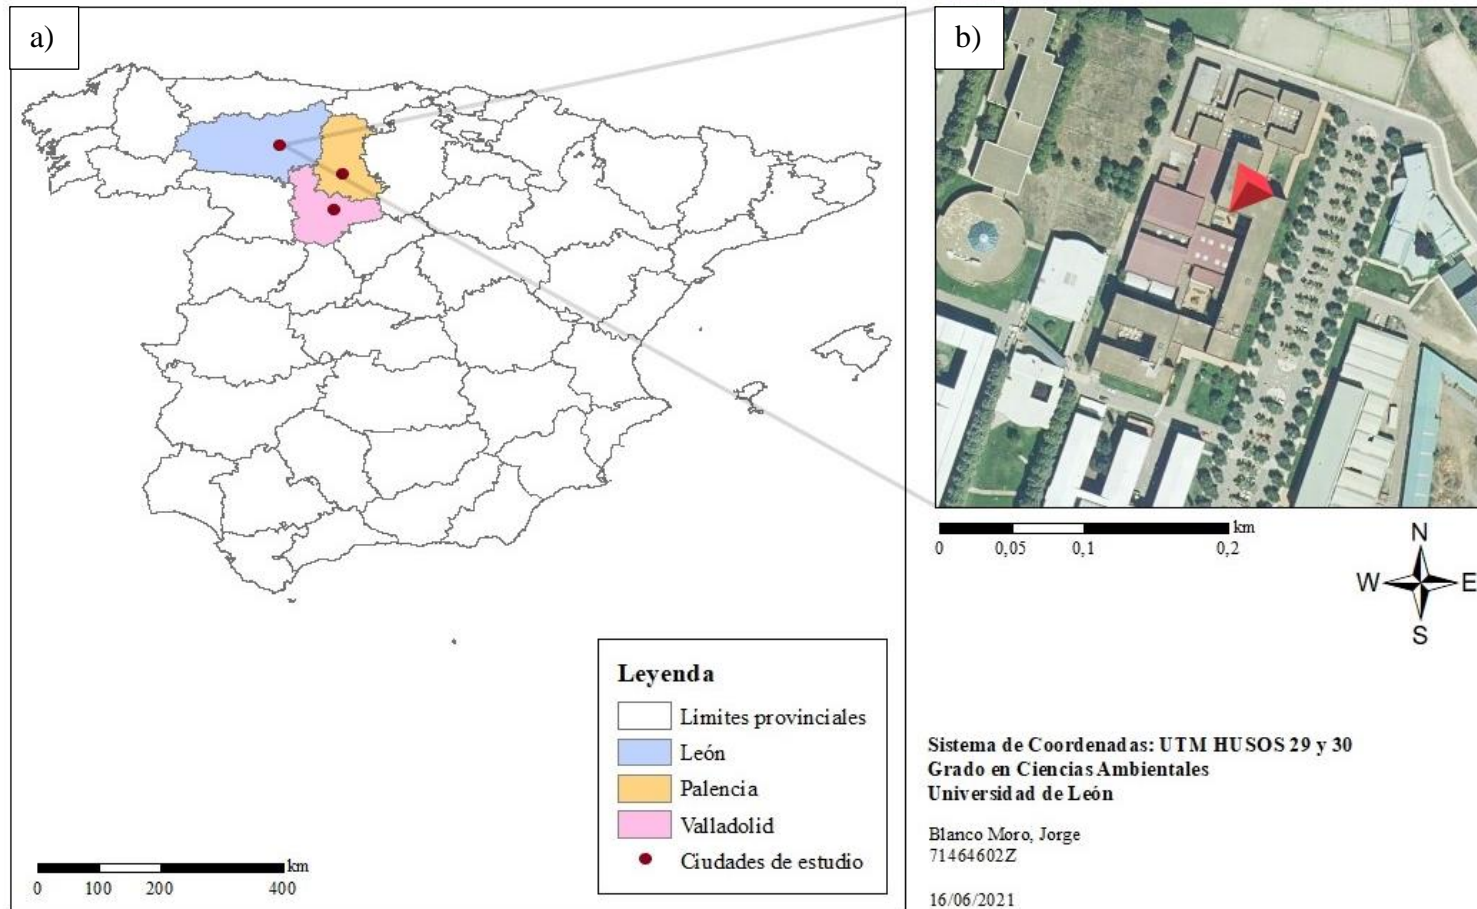 a)
b)
Leyenda
Limites provinciales
León
Palencia
Valladolid
Ciudades de estudio
km
0 100 200 400
km
0 0,05 0,1 0,2
N
W E
S
Sistema de Coordenadas: UTM HUSOS 29 y 30
Grado en Ciencias Ambientales
Universidad de León
Blanco Moro, Jorge
71464602Z
16/06/2021